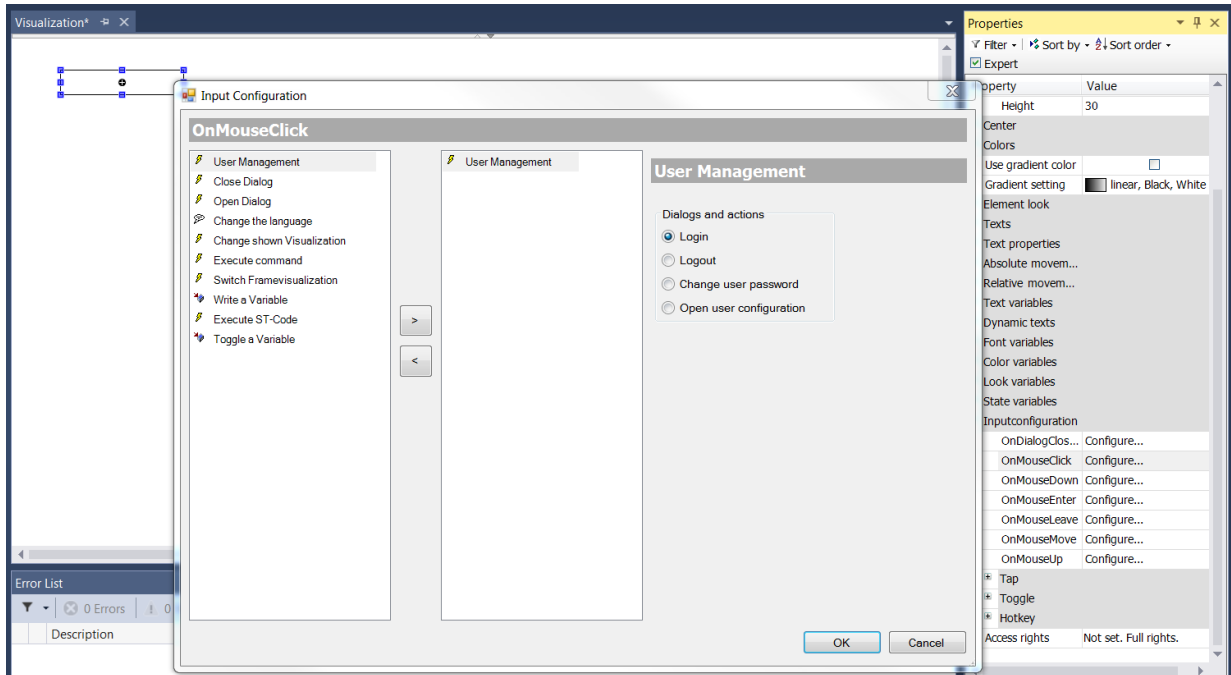 Visualization*
Input Configuration
OnMouseClick
User Management
Close Dialog
Open Dialog
Change the language
Change shown Visualization
Execute command
Switch Framevisualization
Write a Variable
Execute ST-Code
Toggle a Variable
>
<
User Management
User Management
Dialogs and actions
Login
Logout
Change user password
Open user configuration
OK
Cancel
Error List
0 Errors
0
Description
Properties
Filter
Sort by
Sort order
Expert
operty Value
Height 30
Center
Colors
Use gradient color
Gradient setting linear, Black, White
Element look
Texts
Text properties
Absolute movem...
Relative movem...
Text variables
Dynamic texts
Font variables
Color variables
Look variables
State variables
Inputconfiguration
OnDialogClos... Configure...
OnMouseClick Configure...
OnMouseDown Configure...
OnMouseEnter Configure...
OnMouseLeave Configure...
OnMouseMove Configure...
OnMouseUp Configure...
Tap
Toggle
Hotkey
Access rights Not set. Full rights.